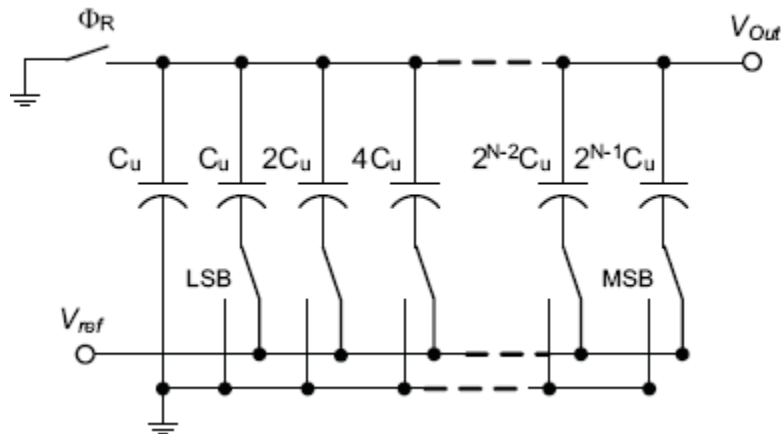 Φ_R
V_Out
C_u
C_u
2C_u
4C_u
2^{N-2}C_u
2^{N-1}C_u
LSB
MSB
V_ref